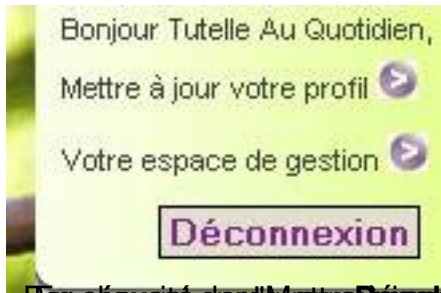 Bonjour Tutelle Au Quotidien,
Mettre à jour votre profil
Votre espace de gestion
Déconnexion